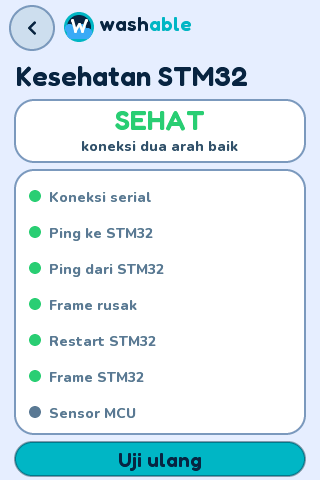 washable
Kesehatan STM32
SEHAT
koneksi dua arah baik
Koneksi serial
Ping ke STM32
Ping dari STM32
Frame rusak
Restart STM32
Frame STM32
Sensor MCU
Uji ulang